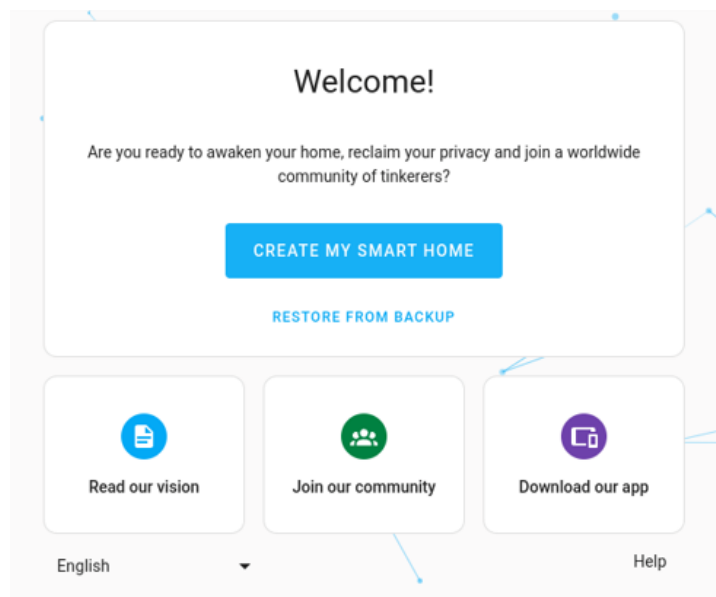 Welcome!
Are you ready to awaken your home, reclaim your privacy and join a worldwide
community of tinkerers?
CREATE MY SMART HOME
RESTORE FROM BACKUP
Read our vision
Join our community
Download our app
English
Help